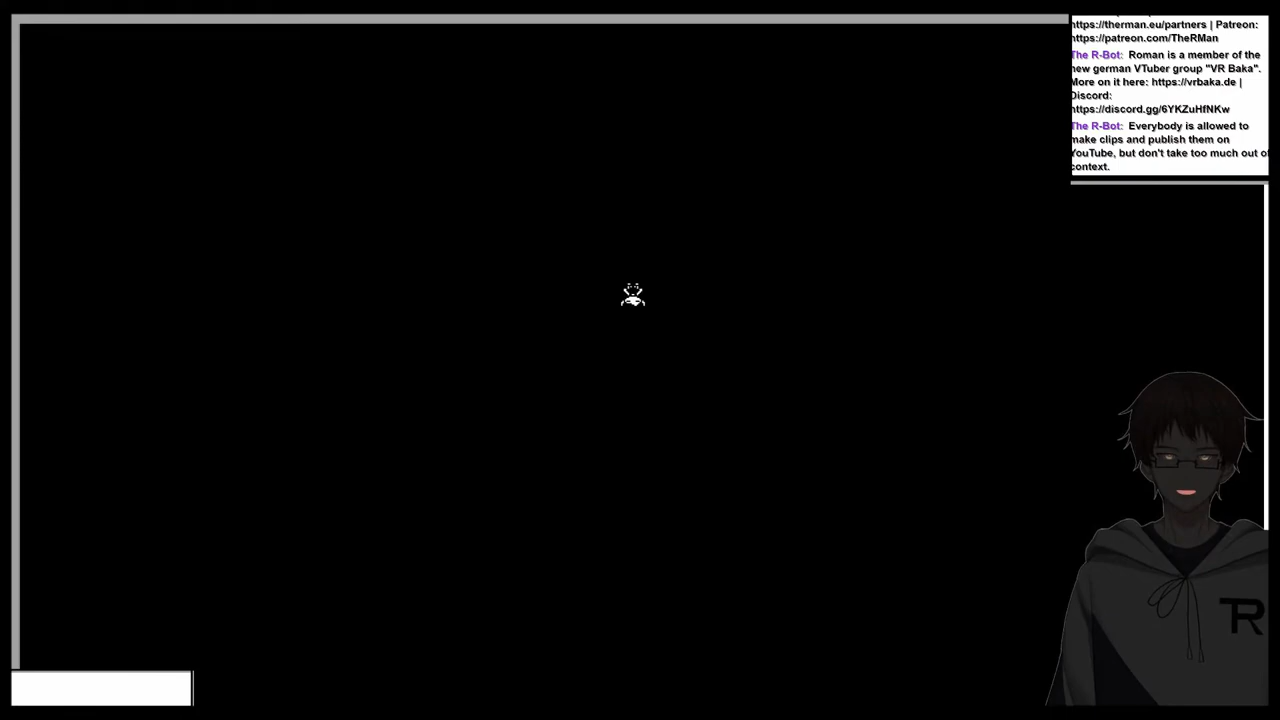 https://therman.eu/partners | Patreon:
https://patreon.com/TheRMan
The R-Bot: Roman is a member of the
new german VTuber group "VR Baka".
More on it here: https://vrbaka.de |
Discord:
https://discord.gg/6YKZuHfNKw
The R-Bot: Everybody is allowed to
make clips and publish them on
YouTube, but don't take too much out of
context.
TR